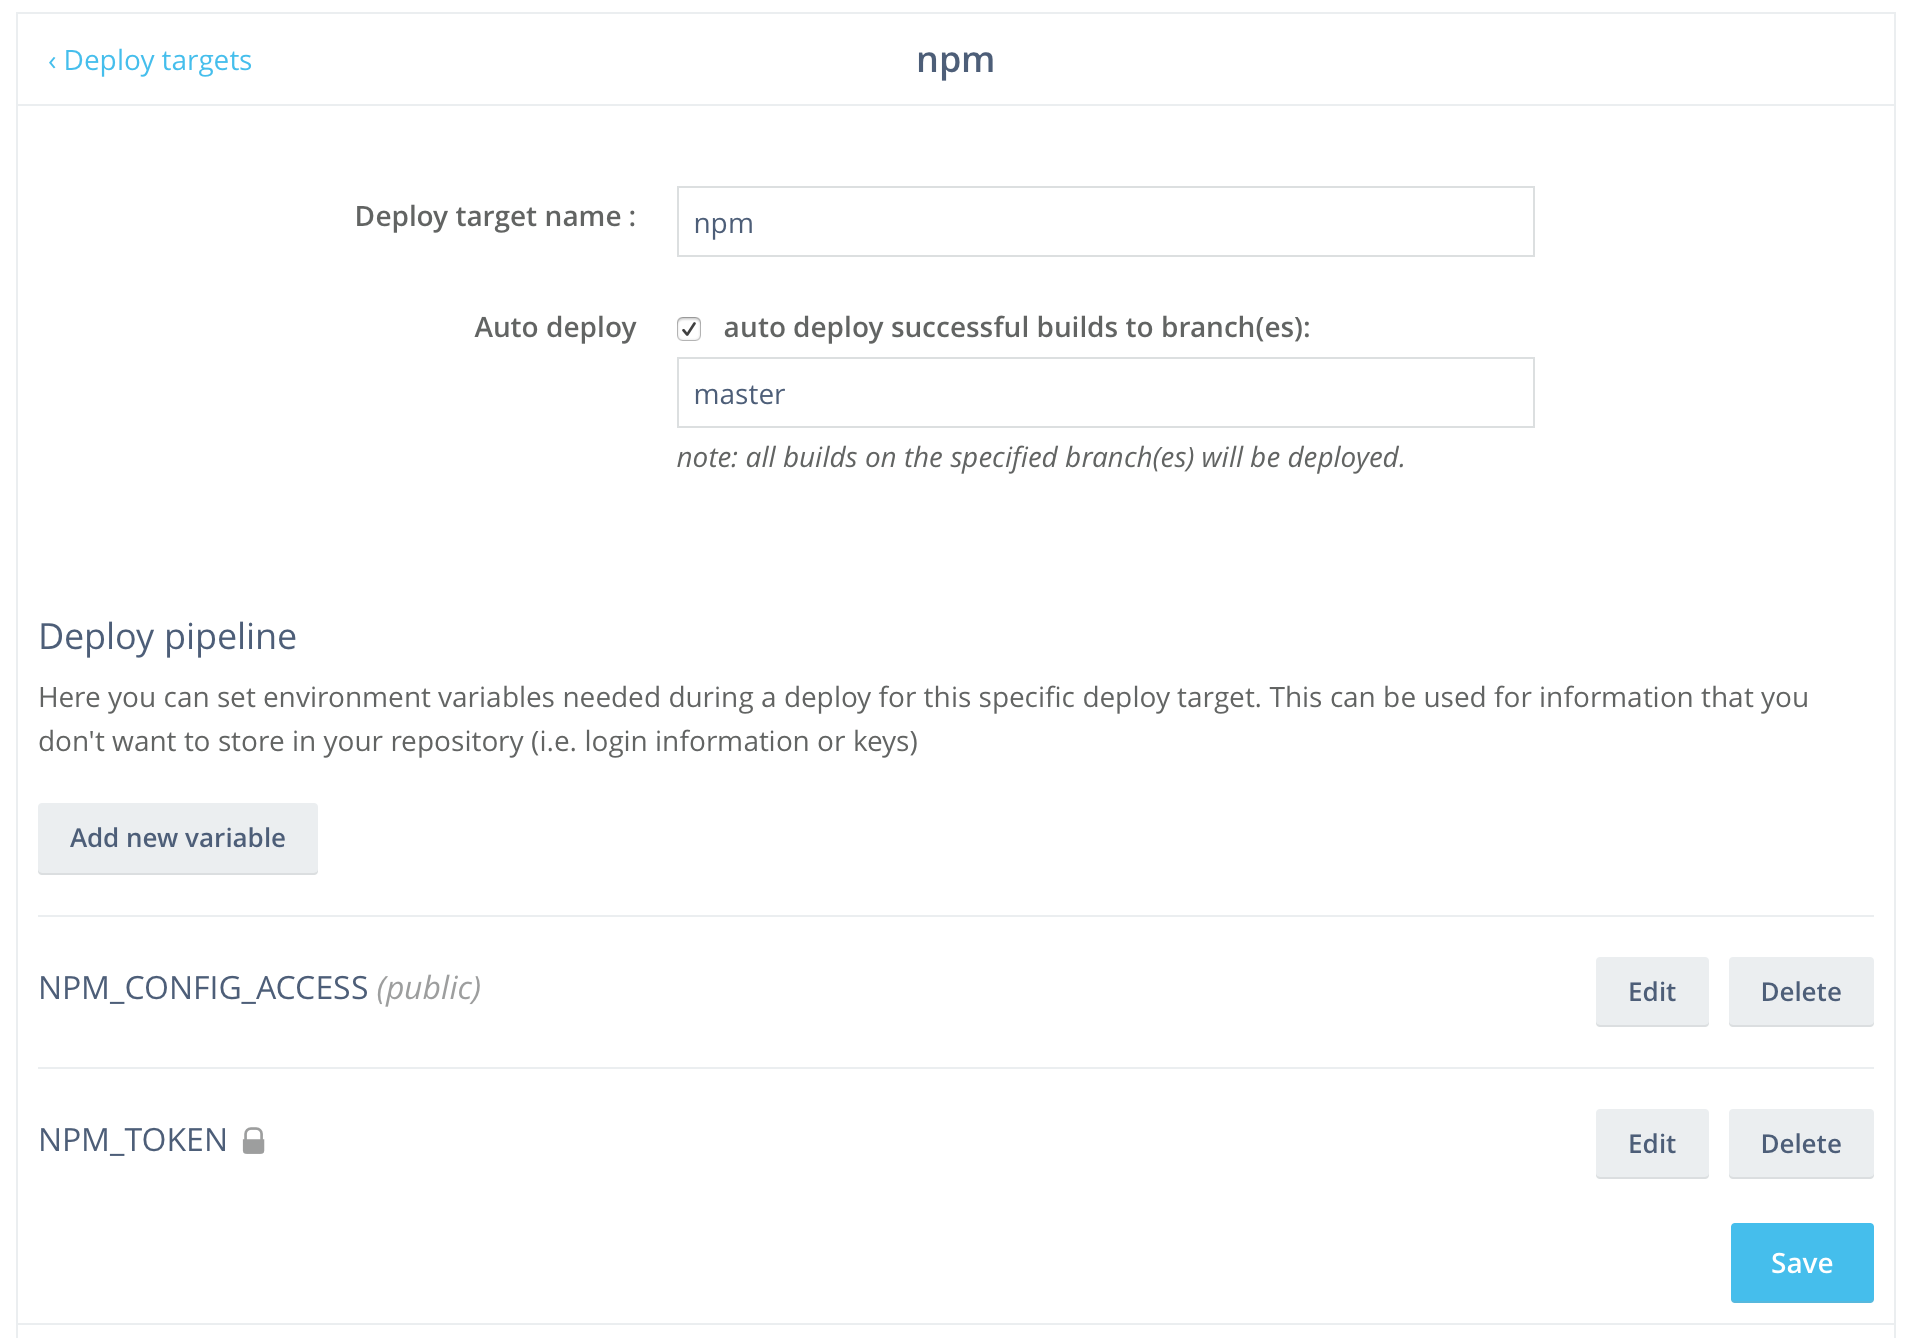 ‹ Deploy targets
npm
Deploy target name :
npm
Auto deploy
auto deploy successful builds to branch(es):
master
note: all builds on the specified branch(es) will be deployed.
Deploy pipeline
Here you can set environment variables needed during a deploy for this specific deploy target. This can be used for information that you
don't want to store in your repository (i.e. login information or keys)
Add new variable
NPM_CONFIG_ACCESS (public)
Edit
Delete
NPM_TOKEN
Edit
Delete
Save